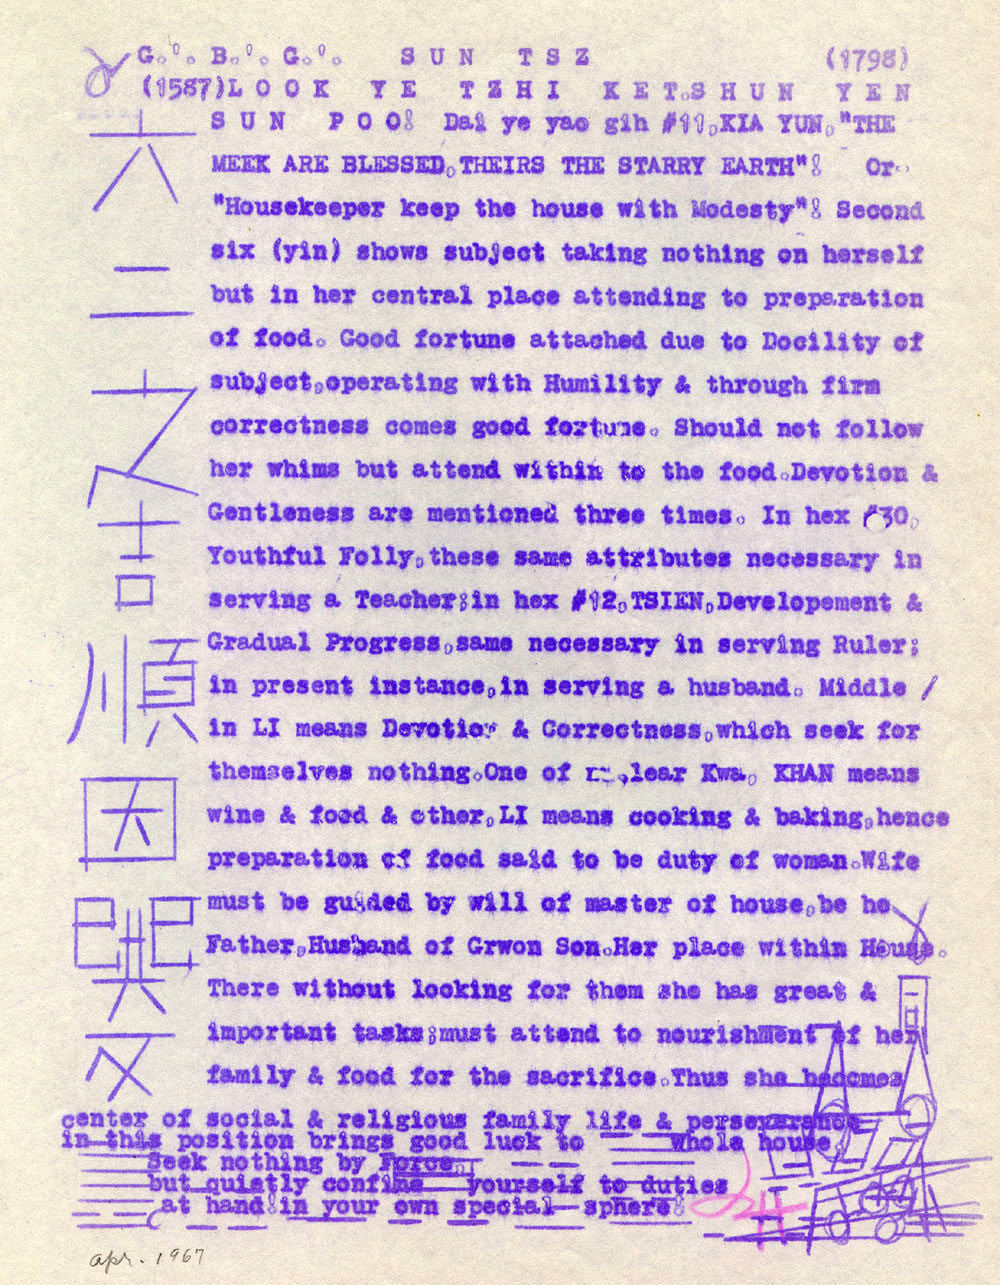 G.°. B.°. G.°. SUN TSZ (1798)
(1587)LOOK YE TZHI KET.SHUN YEN
SUN POO! Dai ye yao gih #11.KIA YUN."THE
MEEK ARE BLESSED.THEIRS THE STARRY EARTH"! Or.
"Housekeeper keep the house with Modesty"! Second
six (yin) shows subject taking nothing on herself
but in her central place attending to preparation
of food. Good fortune attached due to Docility of
subject.operating with Humility & through firm
correctness comes good fortune. Should not follow
her whims but attend within to the food.Devotion &
Gentleness are mentioned three times. In hex #30.
Youthful Folly.these same attributes necessary in
serving a Teacher;in hex #12.TSIEN.Developement &
Gradual Progress.same necessary in serving Ruler;
in present instance.in serving a husband. Middle /
in LI means Devotion & Correctness.which seek for
themselves nothing.One of Kwa. KHAN means
wine & food & other.LI means cooking & baking.hence
preparation of food said to be duty of woman.Wife
must be guided by will of master of house.be he
Father.Husband of Grwon Son.Her place within House.
There without looking for them she has great &
important tasks;must attend to nourishment of her
family & food for the sacrifice.Thus she becomes
center of social & religious family life & perseverance
in this position brings good luck to whole house.
Seek nothing by Force.
but quietly confine yourself to duties
at hand!in your own special sphere!
六
二
之
吉
順
因
巽
apr. 1967